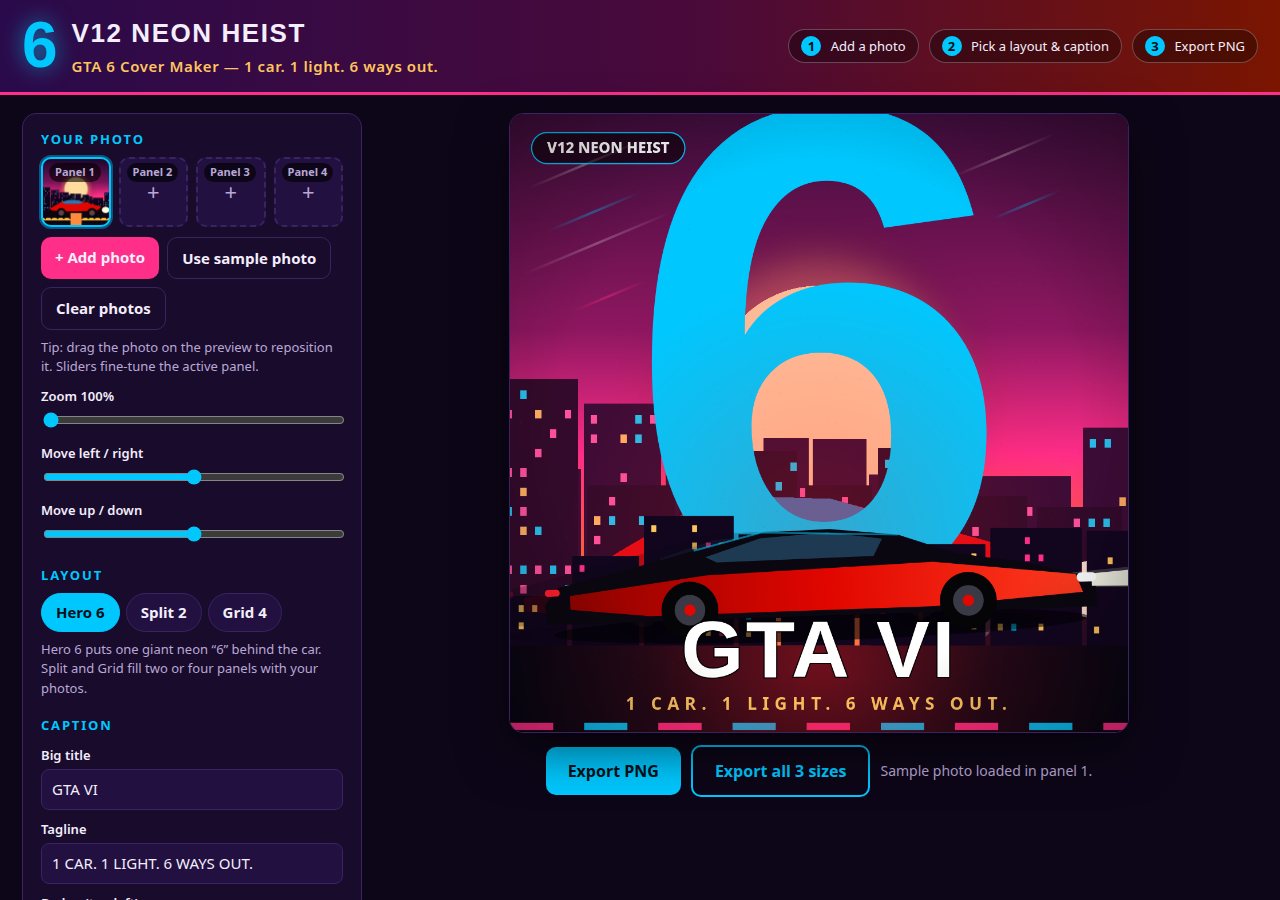 6
V12 NEON HEIST
GTA 6 Cover Maker — 1 car. 1 light. 6 ways out.
1 Add a photo
2 Pick a layout & caption
3 Export PNG
YOUR PHOTO
Panel 1
Panel 2
+
Panel 3
+
Panel 4
+
+ Add photo
Use sample photo
Clear photos
Tip: drag the photo on the preview to reposition
it. Sliders fine-tune the active panel.
Zoom 100%
Move left / right
Move up / down
LAYOUT
Hero 6
Split 2
Grid 4
Hero 6 puts one giant neon “6” behind the car.
Split and Grid fill two or four panels with your
photos.
CAPTION
Big title
GTA VI
Tagline
1 CAR. 1 LIGHT. 6 WAYS OUT.
V12 NEON HEIST
6
GTA VI
1 CAR. 1 LIGHT. 6 WAYS OUT.
Export PNG
Export all 3 sizes
Sample photo loaded in panel 1.